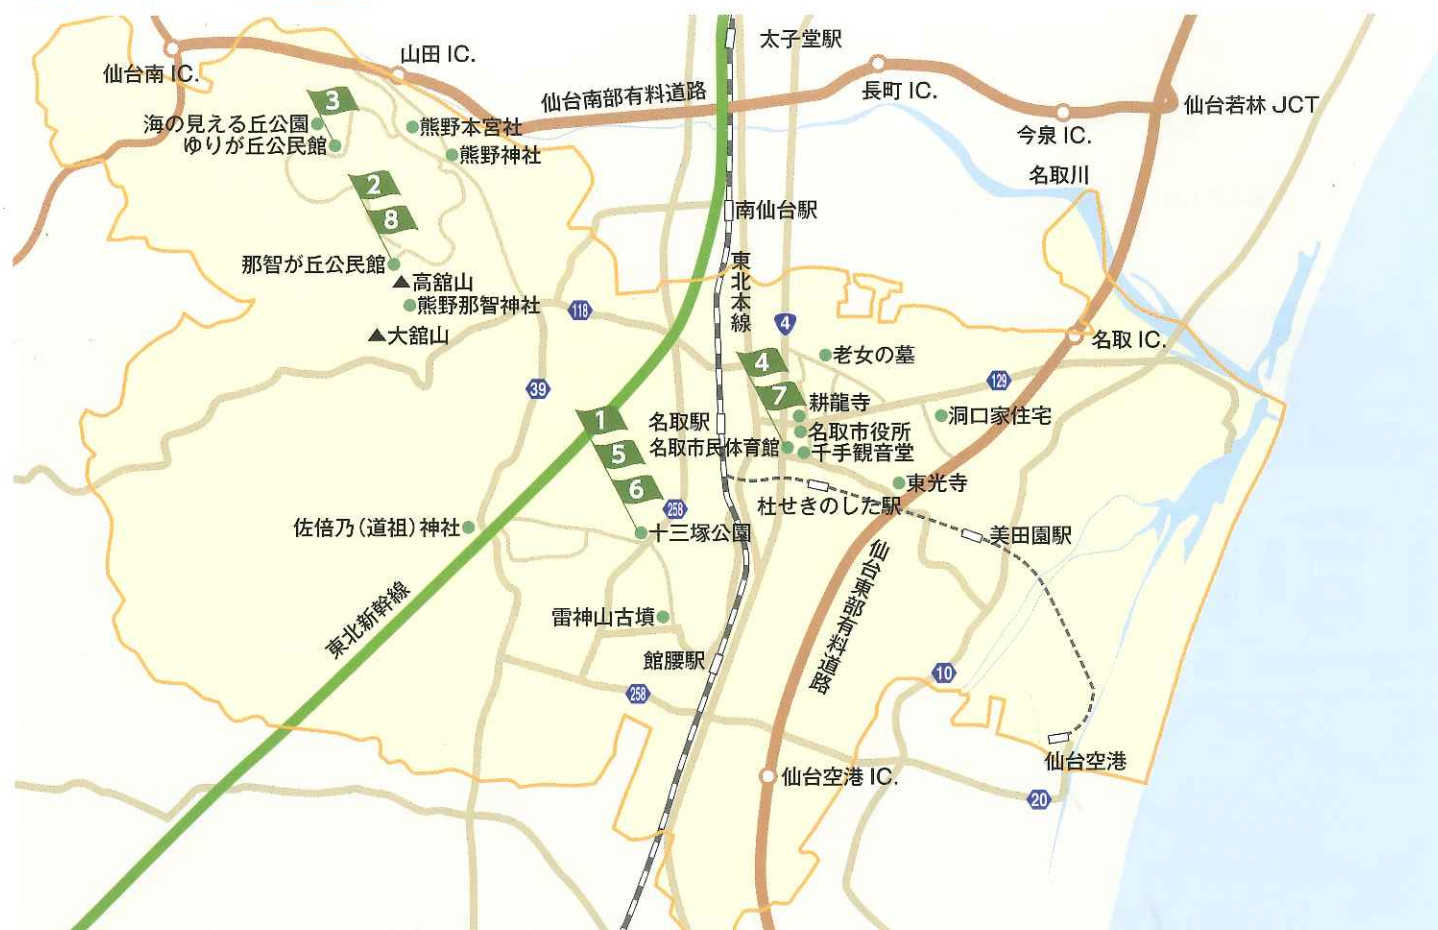 太子堂駅
山田 IC.
仙台南 IC.
長町 IC.
仙台南部有料道路
仙台若林 JCT
3
海の見える丘公園
熊野本宮社
今泉 IC.
ゆりが丘公民館
熊野神社
名取川
2
8
南仙台駅
那智が丘公民館
東北本線
高舘山
熊野那智神社
118
4
大舘山
名取 IC.
老女の墓
4
129
39
7
耕龍寺
1
名取駅
洞口家住宅
名取市役所
名取市民体育館
千手観音堂
5
6
東光寺
258
杜せきのした駅
佐倍乃(道祖)神社
十三塚公園
美田園駅
仙台東部有料道路
東北新幹線
雷神山古墳
館腰駅
10
258
仙台空港
仙台空港 IC.
20